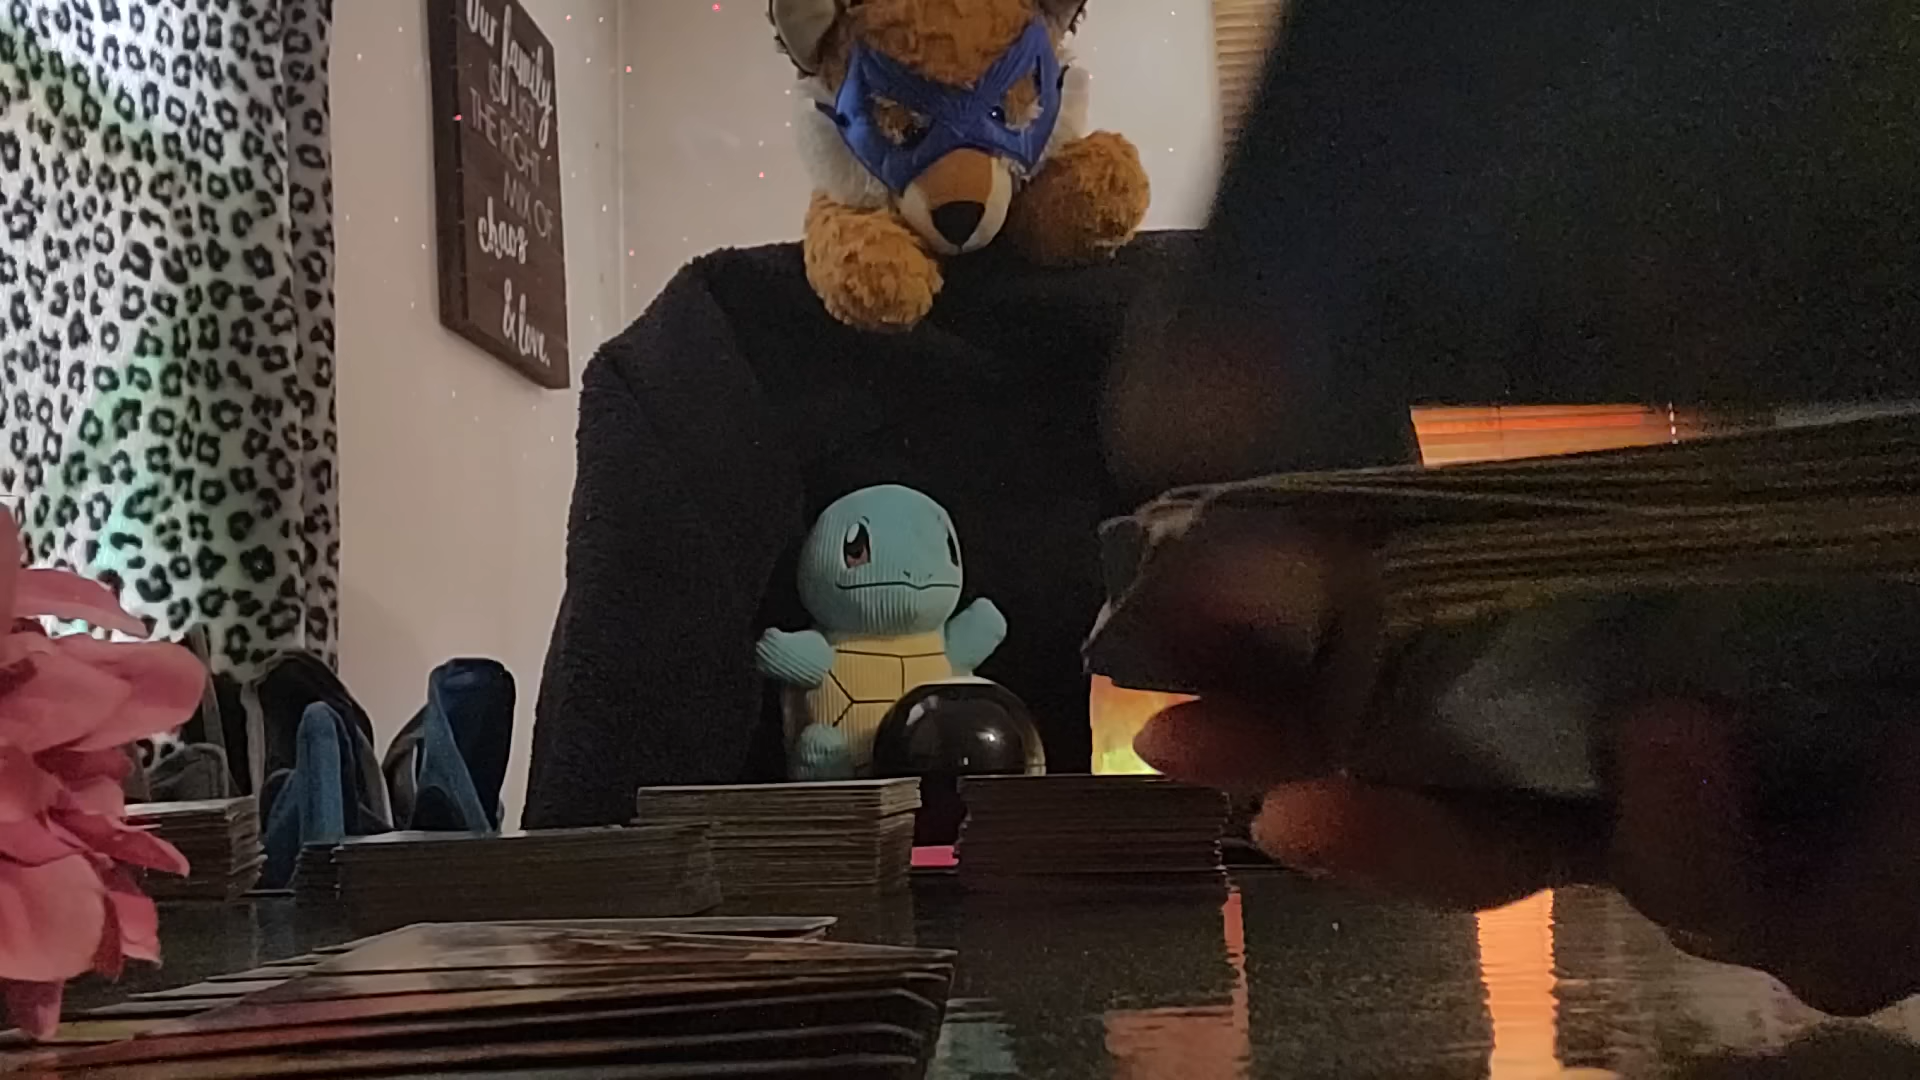 Our family
IS JUST
THE RIGHT
MIX OF
chaos
& love.